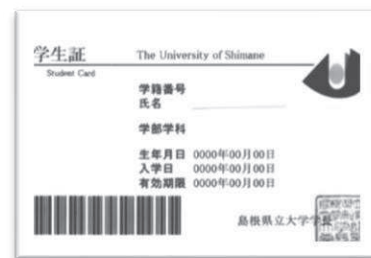 学生証 The University of Shimane
Student Card
学籍番号
氏名
学部学科
生年月日 0000年00月00日
入学日 0000年00月00日
有効期限 0000年00月00日
島根県立大学学長